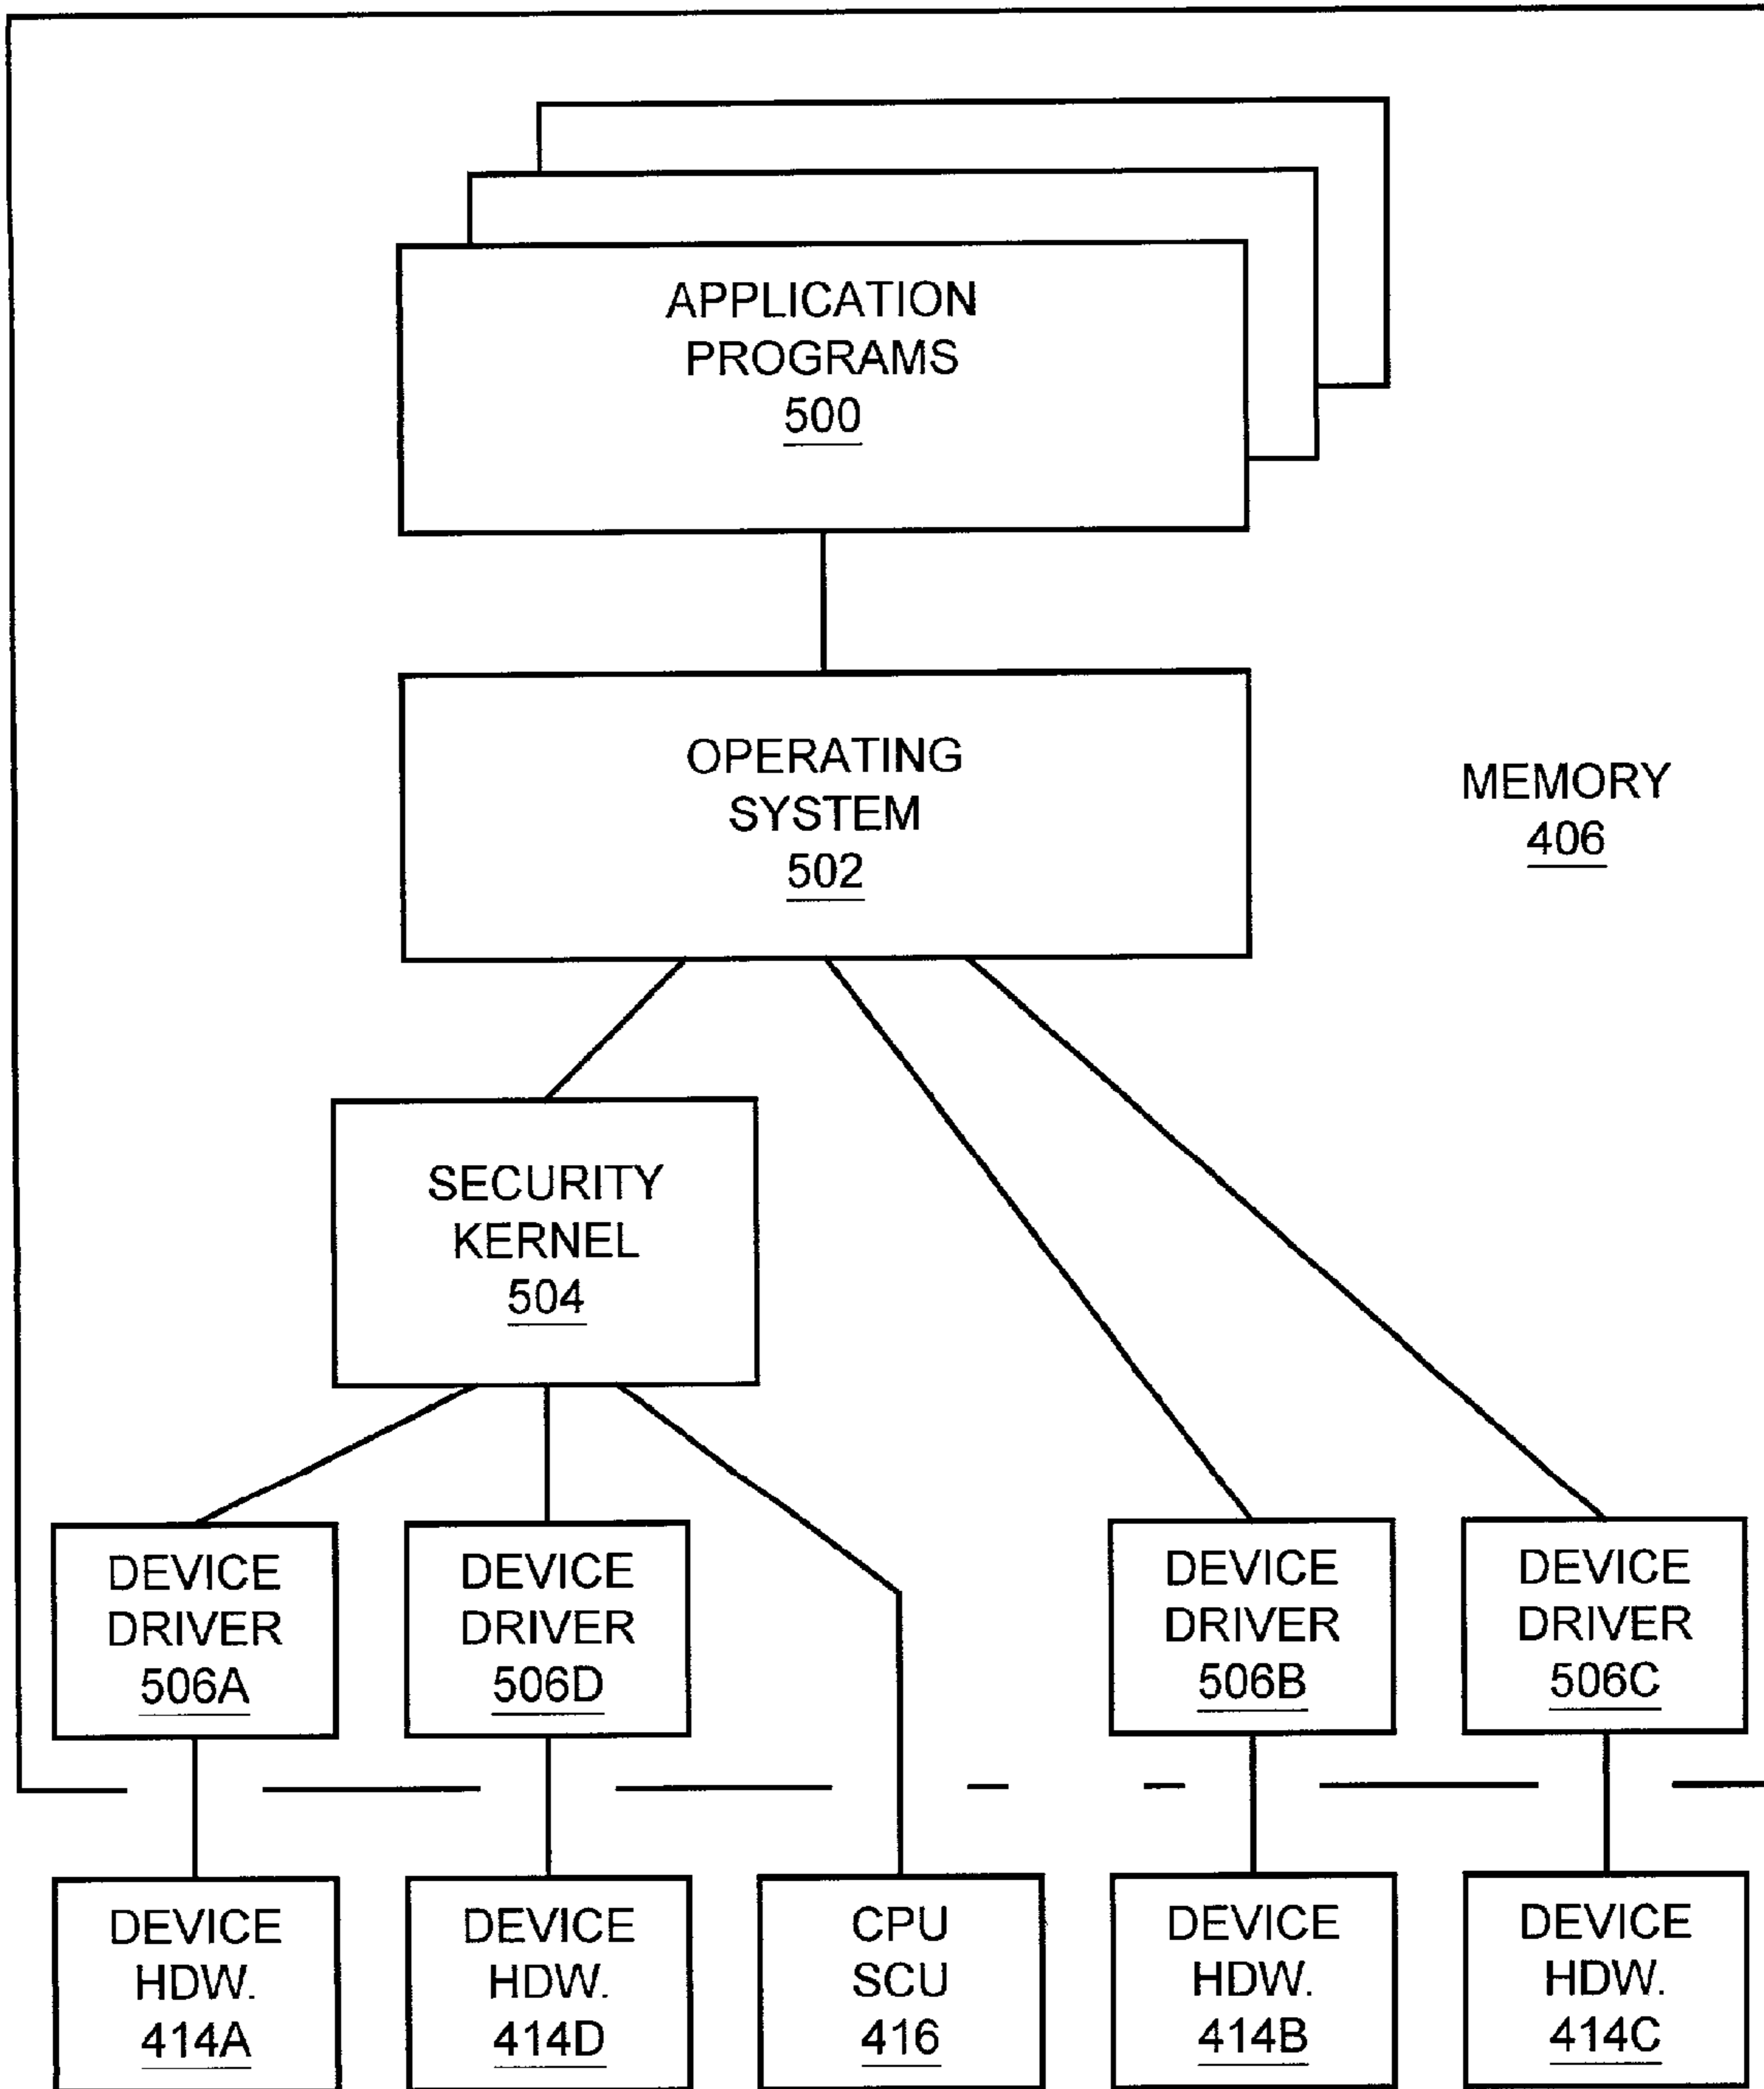 APPLICATION
PROGRAMS
500
OPERATING
SYSTEM
502
MEMORY
406
SECURITY
KERNEL
504
DEVICE
DRIVER
506A
DEVICE
DRIVER
506D
DEVICE
DRIVER
506B
DEVICE
DRIVER
506C
DEVICE
HDW.
414A
DEVICE
HDW.
414D
CPU
SCU
416
DEVICE
HDW.
414B
DEVICE
HDW.
414C